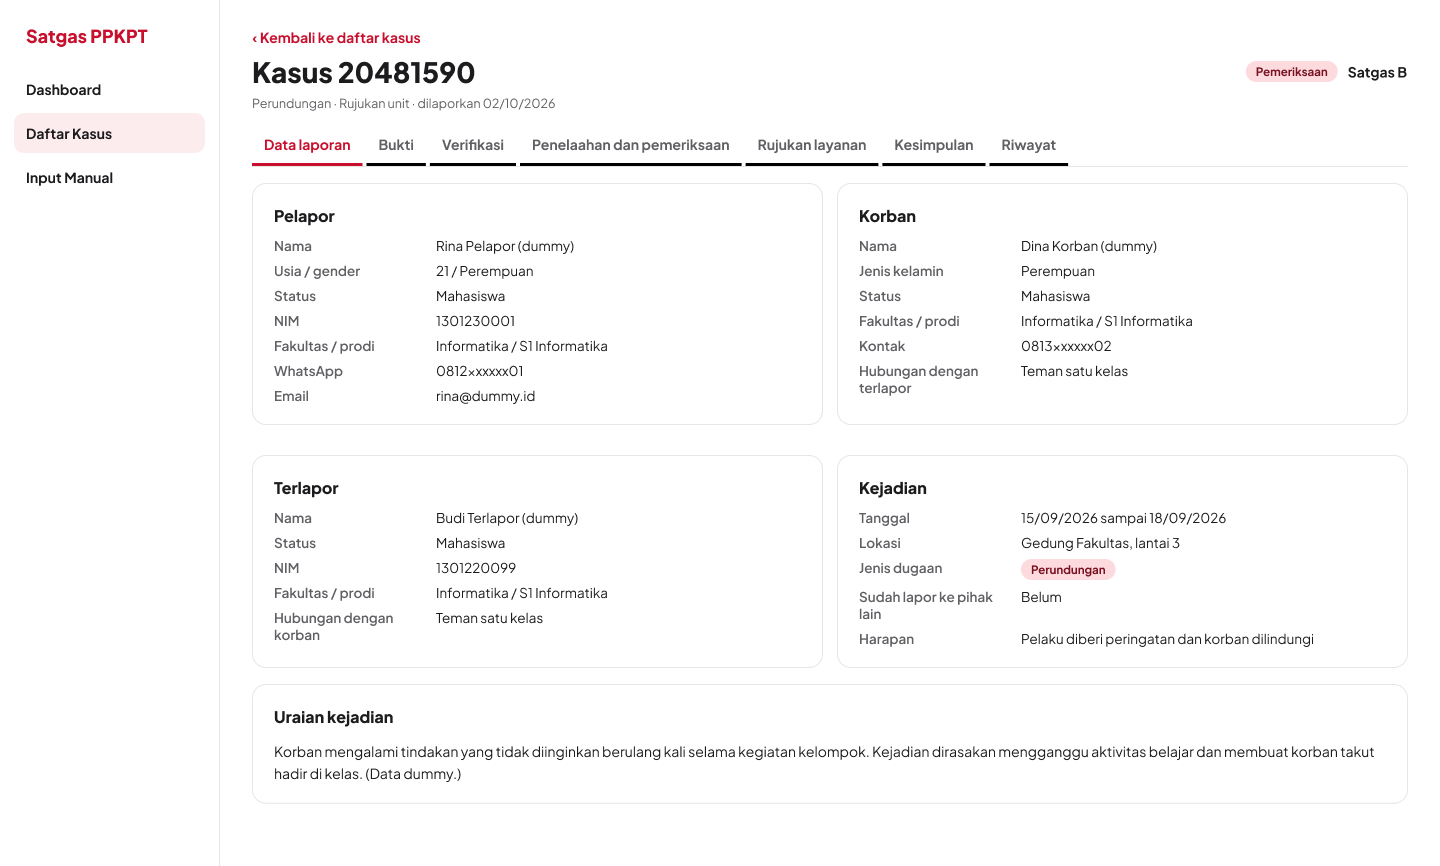 Satgas PPKPT
Dashboard
Daftar Kasus
Input Manual
‹ Kembali ke daftar kasus
Kasus 20481590
Perundungan · Rujukan unit · dilaporkan 02/10/2026
Pemeriksaan Satgas B
Data laporan Bukti Verifikasi Penelaahan dan pemeriksaan Rujukan layanan Kesimpulan Riwayat
Pelapor
Nama Rina Pelapor (dummy)
Usia / gender 21 / Perempuan
Status Mahasiswa
NIM 1301230001
Fakultas / prodi Informatika / S1 Informatika
WhatsApp 0812xxxxxx01
Email rina@dummy.id
Korban
Nama Dina Korban (dummy)
Jenis kelamin Perempuan
Status Mahasiswa
Fakultas / prodi Informatika / S1 Informatika
Kontak 0813xxxxxx02
Hubungan dengan Teman satu kelas
terlapor
Terlapor
Nama Budi Terlapor (dummy)
Status Mahasiswa
NIM 1301220099
Fakultas / prodi Informatika / S1 Informatika
Hubungan dengan Teman satu kelas
korban
Kejadian
Tanggal 15/09/2026 sampai 18/09/2026
Lokasi Gedung Fakultas, lantai 3
Jenis dugaan Perundungan
Sudah lapor ke pihak Belum
lain
Harapan Pelaku diberi peringatan dan korban dilindungi
Uraian kejadian
Korban mengalami tindakan yang tidak diinginkan berulang kali selama kegiatan kelompok. Kejadian dirasakan mengganggu aktivitas belajar dan membuat korban takut
hadir di kelas. (Data dummy.)